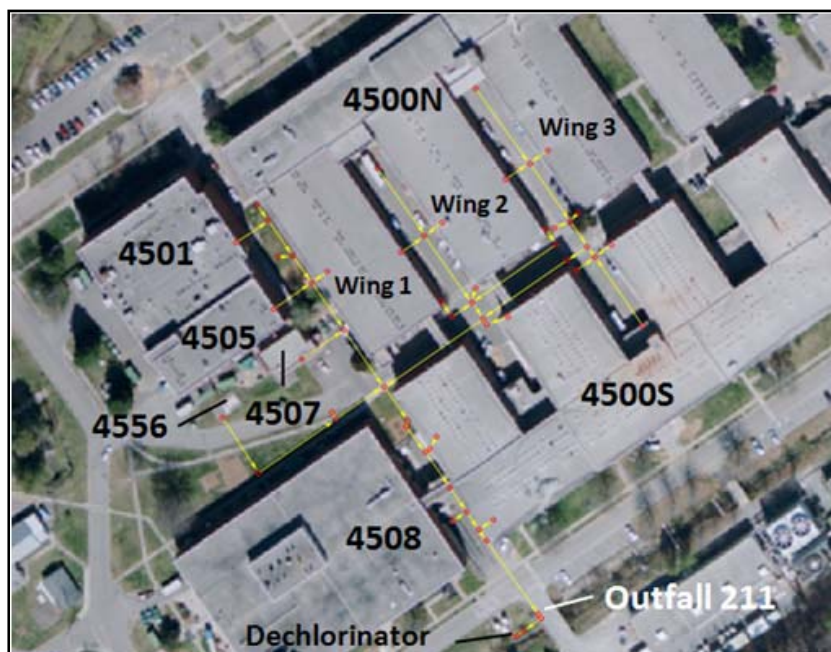 4500N
Wing 3
Wing 2
4501
Wing 1
4505
4507
4556
4500S
4508
Outfall 211
Dechlorinator